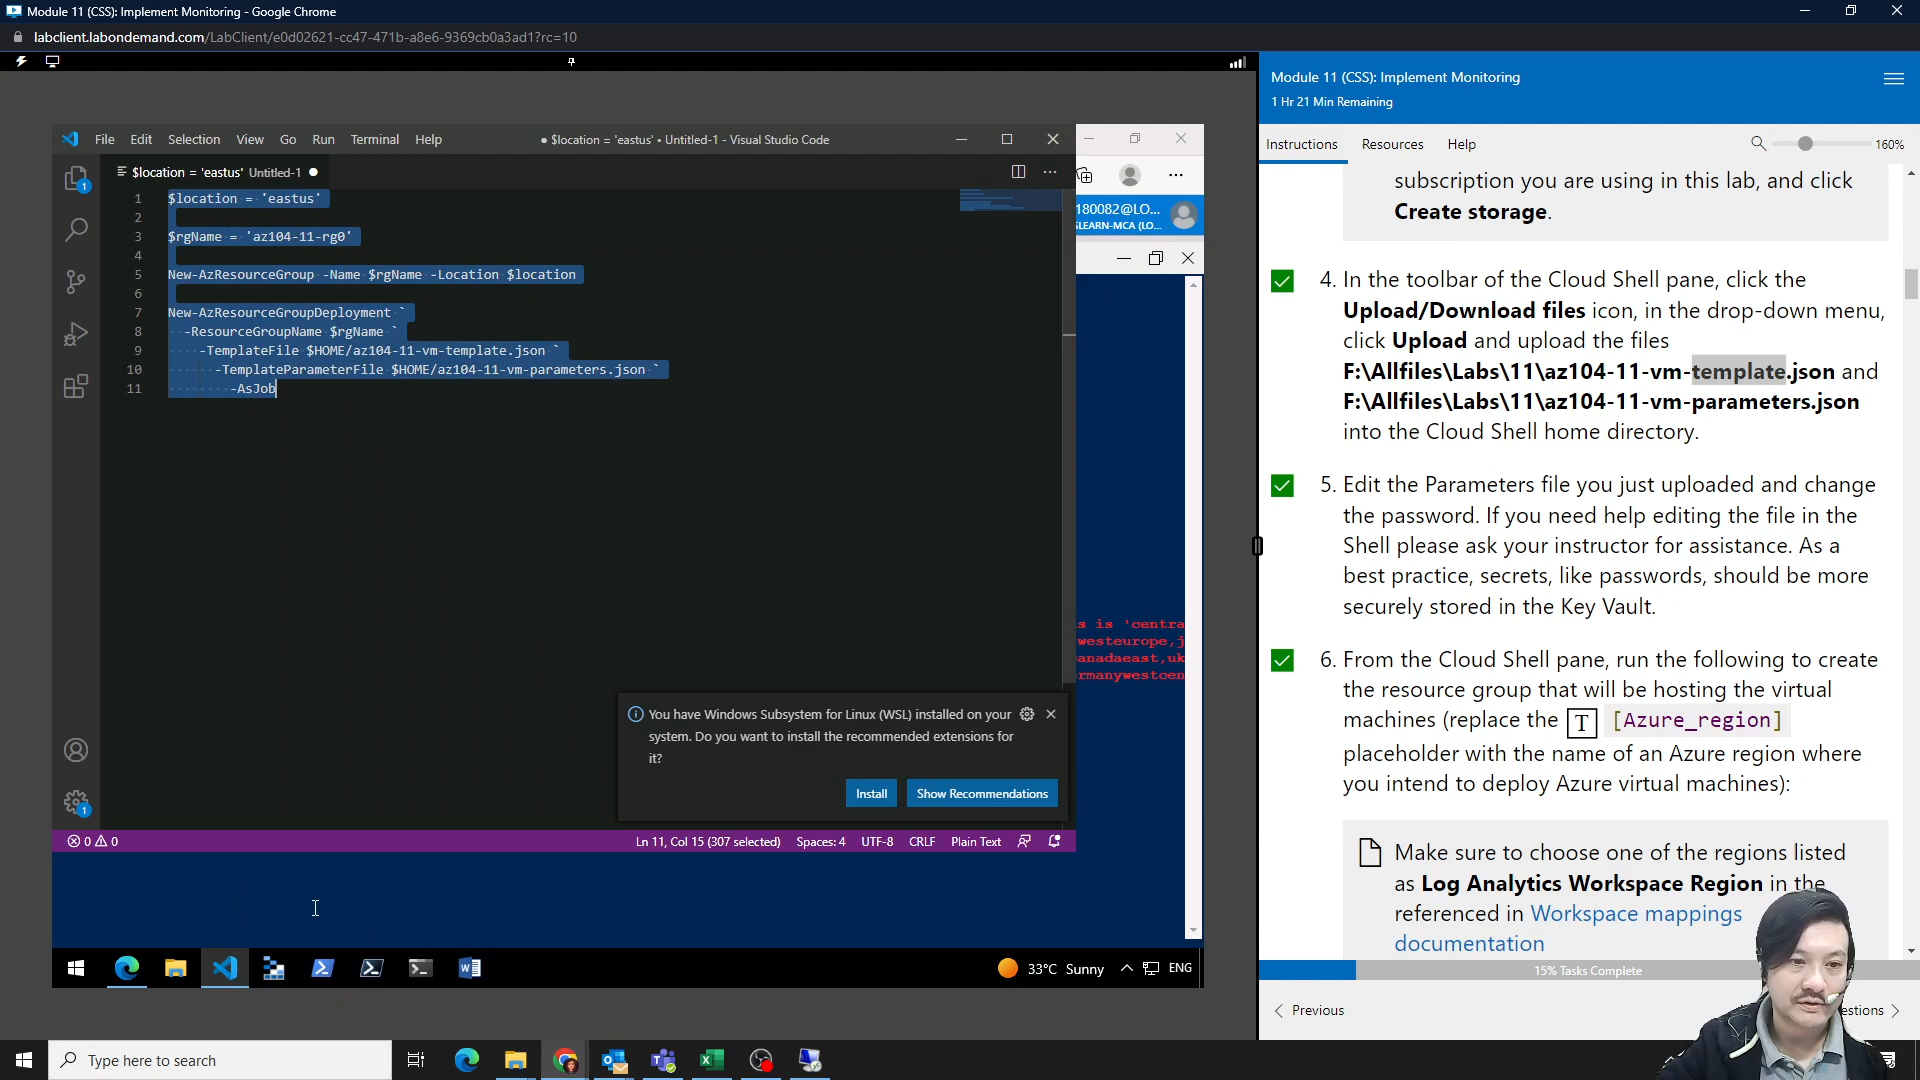 Module 11 (CSS): Implement Monitoring - Google Chrome
labclient.labondemand.com/LabClient/e0d02621-cc47-471b-a8e6-9369cb0a3ad1?rc=10
File Edit Selection View Go Run Terminal Help
● $location = 'eastus' • Untitled-1 - Visual Studio Code
$location = 'eastus' Untitled-1 ●
1 $location = 'eastus'
2
3 $rgName = 'az104-11-rg0'
4
5 New-AzResourceGroup -Name $rgName -Location $location
6
7 New-AzResourceGroupDeployment `
8 -ResourceGroupName $rgName `
9 -TemplateFile $HOME/az104-11-vm-template.json `
10 -TemplateParameterFile $HOME/az104-11-vm-parameters.json `
11 -AsJob
1
1
180082@LO...
SLEARN-MCA (LO...
s is 'centra
westeurope,j
anadaeast,uk
rmanywestcen
You have Windows Subsystem for Linux (WSL) installed on your
system. Do you want to install the recommended extensions for
it?
Install Show Recommendations
0 0
Ln 11, Col 15 (307 selected) Spaces: 4 UTF-8 CRLF Plain Text
33°C Sunny
ENG
Module 11 (CSS): Implement Monitoring
1 Hr 21 Min Remaining
Instructions Resources Help
160%
subscription you are using in this lab, and click
Create storage.
4. In the toolbar of the Cloud Shell pane, click the
Upload/Download files icon, in the drop-down menu,
click Upload and upload the files
F:\Allfiles\Labs\11\az104-11-vm-template.json and
F:\Allfiles\Labs\11\az104-11-vm-parameters.json
into the Cloud Shell home directory.
5. Edit the Parameters file you just uploaded and change
the password. If you need help editing the file in the
Shell please ask your instructor for assistance. As a
best practice, secrets, like passwords, should be more
securely stored in the Key Vault.
6. From the Cloud Shell pane, run the following to create
the resource group that will be hosting the virtual
machines (replace the T [Azure_region]
placeholder with the name of an Azure region where
you intend to deploy Azure virtual machines):
Make sure to choose one of the regions listed
as Log Analytics Workspace Region in the
referenced in Workspace mappings
documentation
15% Tasks Complete
Previous
estions
Type here to search